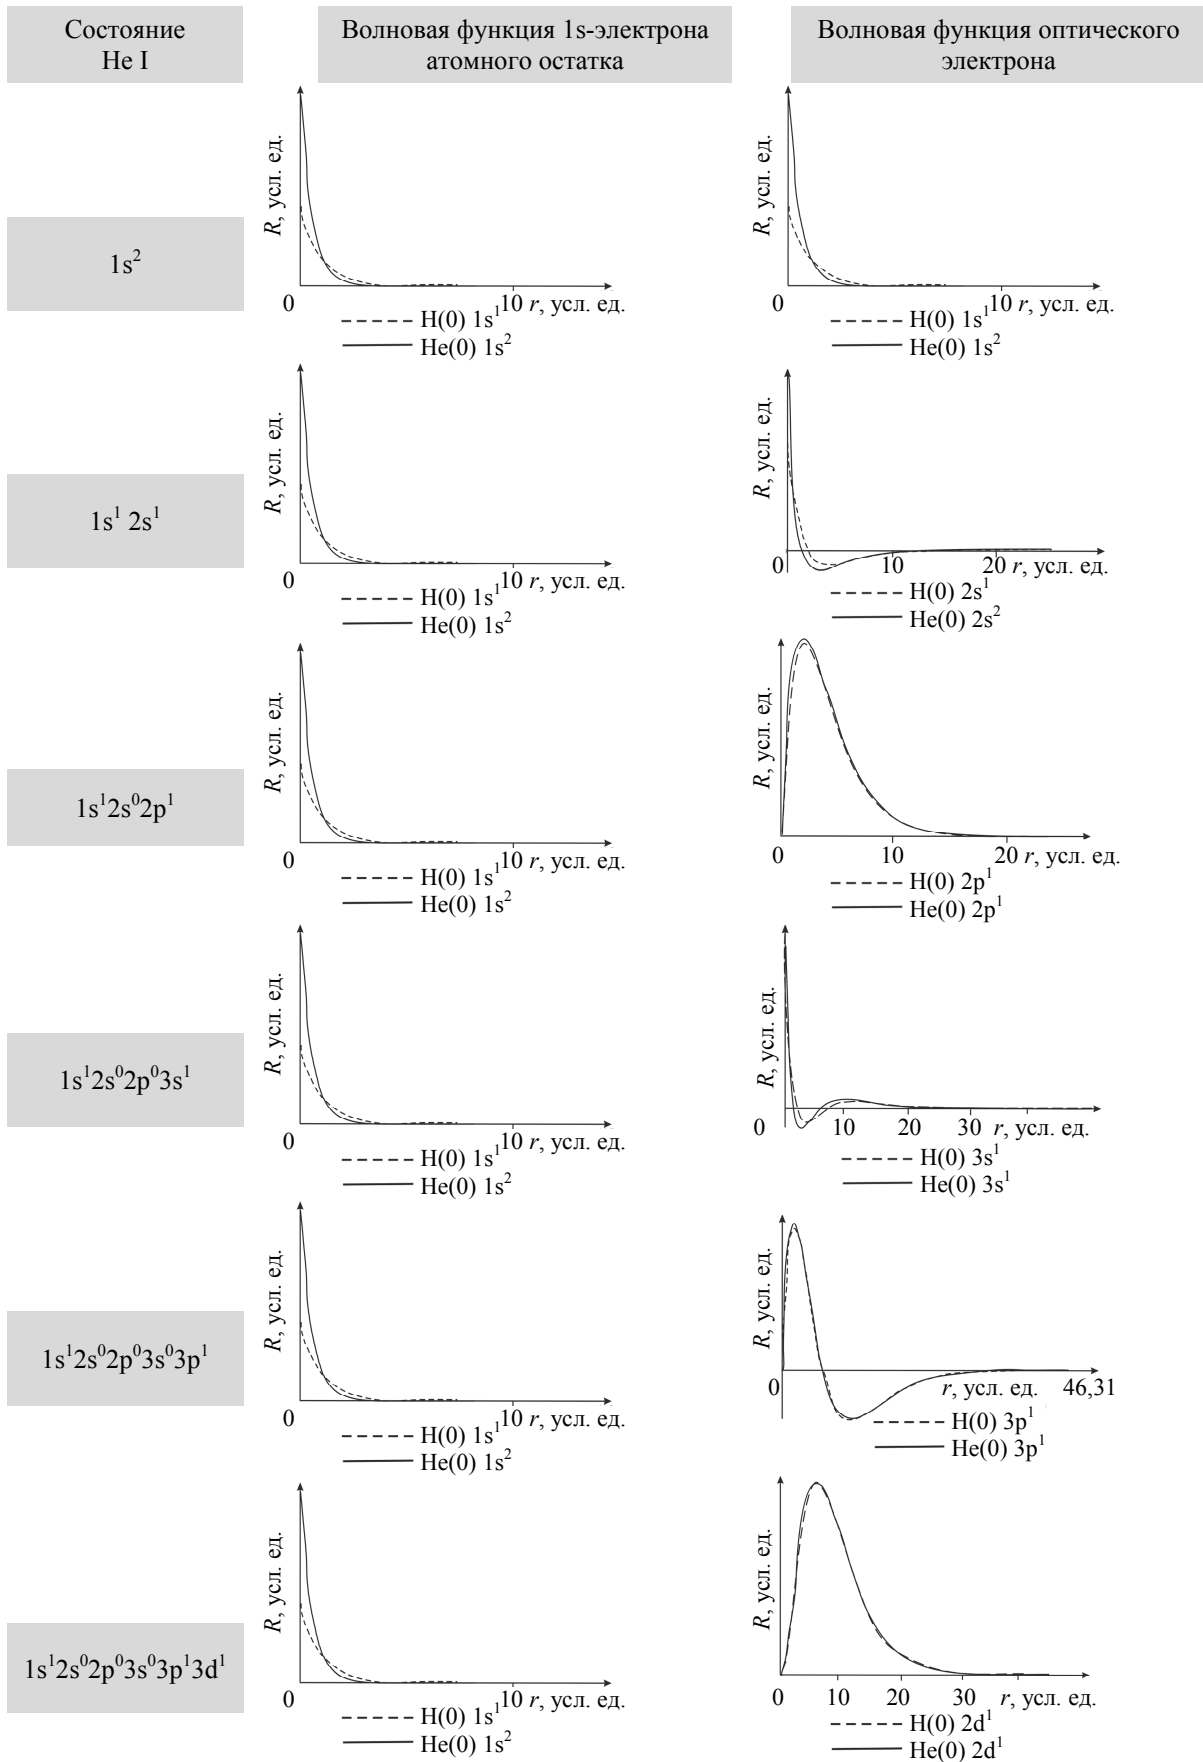 Состояние
He I
Волновая функция 1s-электрона
атомного остатка
Волновая функция оптического
электрона
1s²
R, усл. ед.
0
10 r, усл. ед.
H(0) 1s¹
He(0) 1s²
R, усл. ед.
0
10 r, усл. ед.
H(0) 1s¹
He(0) 1s²
1s¹ 2s¹
R, усл. ед.
0
10 r, усл. ед.
H(0) 1s¹
He(0) 1s²
R, усл. ед.
0
10
20 r, усл. ед.
H(0) 2s¹
He(0) 2s²
1s¹2s⁰2p¹
R, усл. ед.
0
10 r, усл. ед.
H(0) 1s¹
He(0) 1s²
R, усл. ед.
0
10
20 r, усл. ед.
H(0) 2p¹
He(0) 2p¹
1s¹2s⁰2p⁰3s¹
R, усл. ед.
0
10 r, усл. ед.
H(0) 1s¹
He(0) 1s²
R, усл. ед.
0
10
20
30
r, усл. ед.
H(0) 3s¹
He(0) 3s¹
1s¹2s⁰2p⁰3s⁰3p¹
R, усл. ед.
0
10 r, усл. ед.
H(0) 1s¹
He(0) 1s²
R, усл. ед.
0
r, усл. ед.
46,31
H(0) 3p¹
He(0) 3p¹
1s¹2s⁰2p⁰3s⁰3p¹3d¹
R, усл. ед.
0
10 r, усл. ед.
H(0) 1s¹
He(0) 1s²
R, усл. ед.
0
10
20
30
r, усл. ед.
H(0) 2d¹
He(0) 2d¹